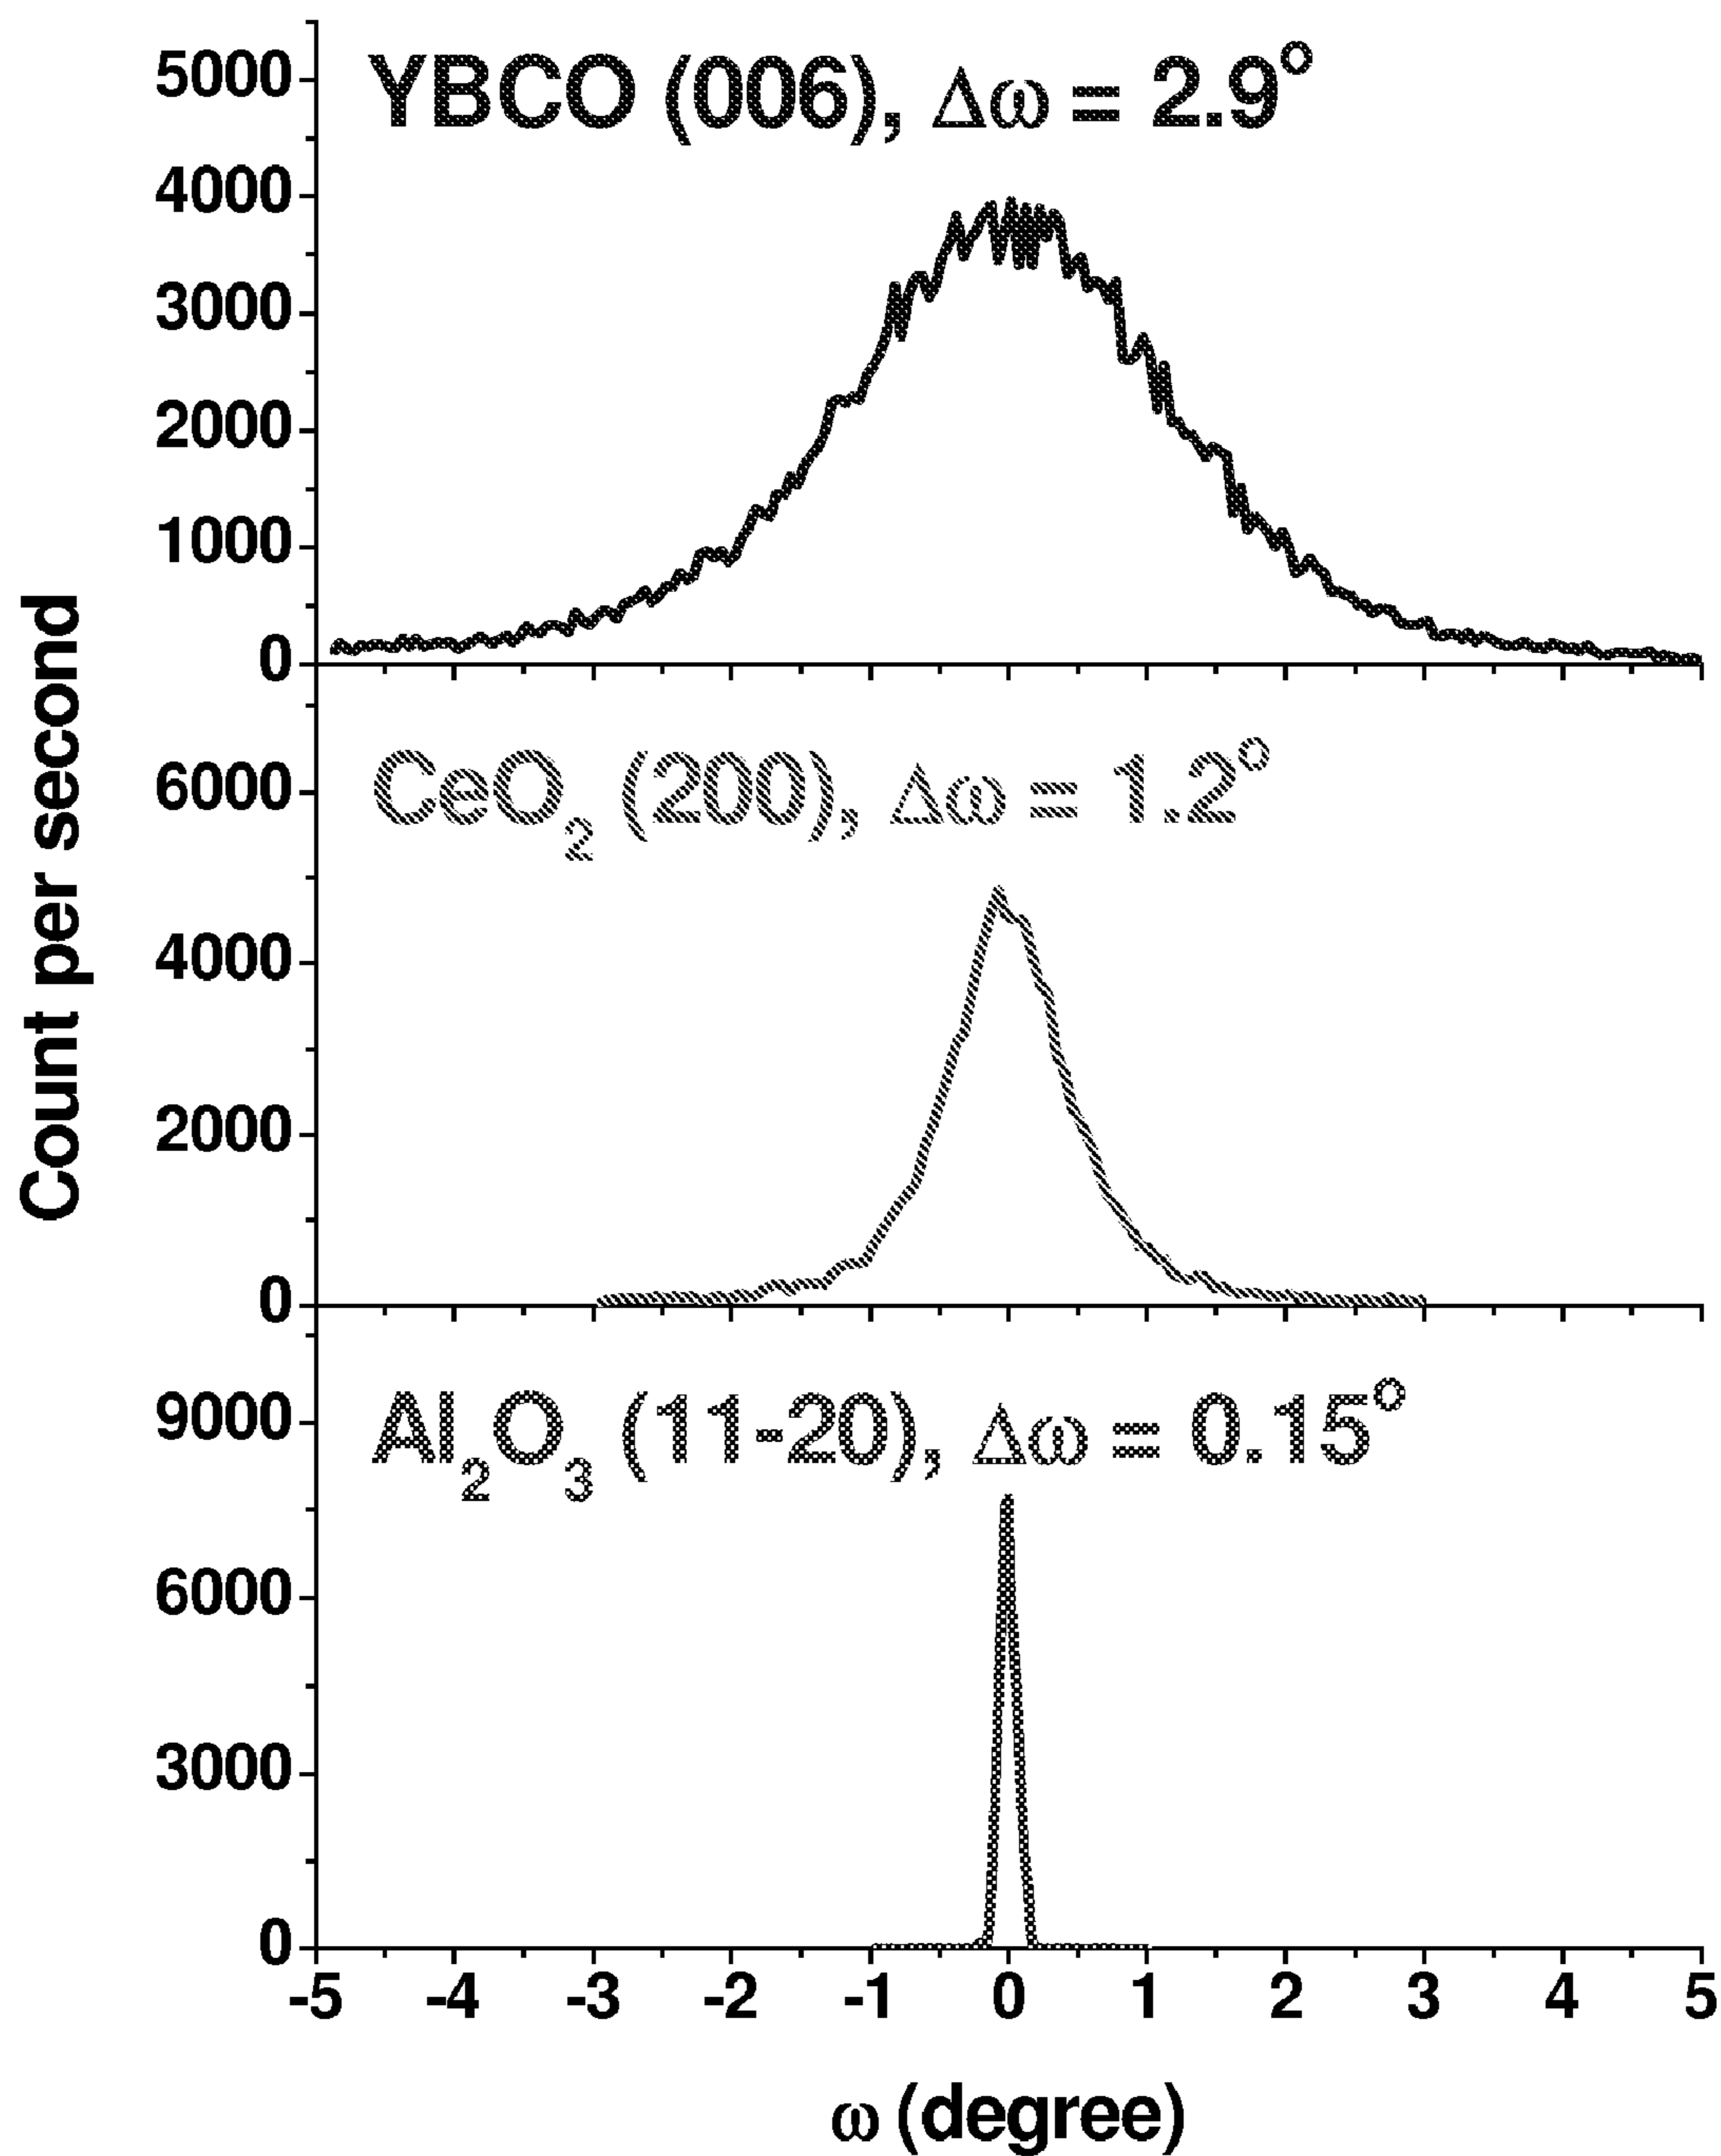 YBCO (006), Δω = 2.9°
5000
4000
3000
2000
1000
0
CeO₂ (200), Δω = 1.2°
6000
4000
2000
0
Al₂O₃ (11-20), Δω = 0.15°
9000
6000
3000
0
Count per second
-5 -4 -3 -2 -1 0 1 2 3 4 5
ω (degree)